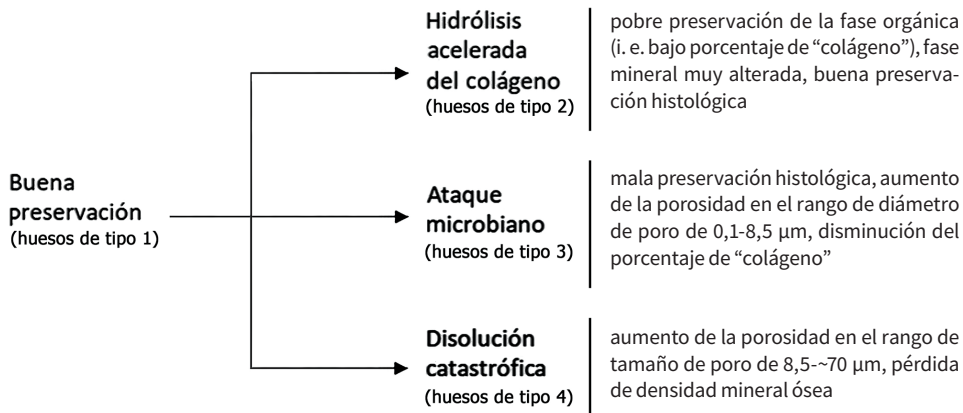 Hidrólisis
acelerada
del colágeno
(huesos de tipo 2)
pobre preservación de la fase orgánica
(i. e. bajo porcentaje de “colágeno”), fase
mineral muy alterada, buena preserva-
ción histológica
Buena
preservación
(huesos de tipo 1)
Ataque
microbiano
(huesos de tipo 3)
mala preservación histológica, aumento
de la porosidad en el rango de diámetro
de poro de 0,1-8,5 µm, disminución del
porcentaje de “colágeno”
Disolución
catastrófica
(huesos de tipo 4)
aumento de la porosidad en el rango de
tamaño de poro de 8,5-~70 µm, pérdida
de densidad mineral ósea